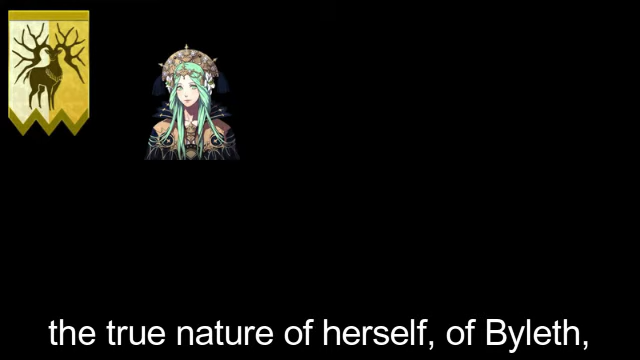 the true nature of herself, of Byleth,